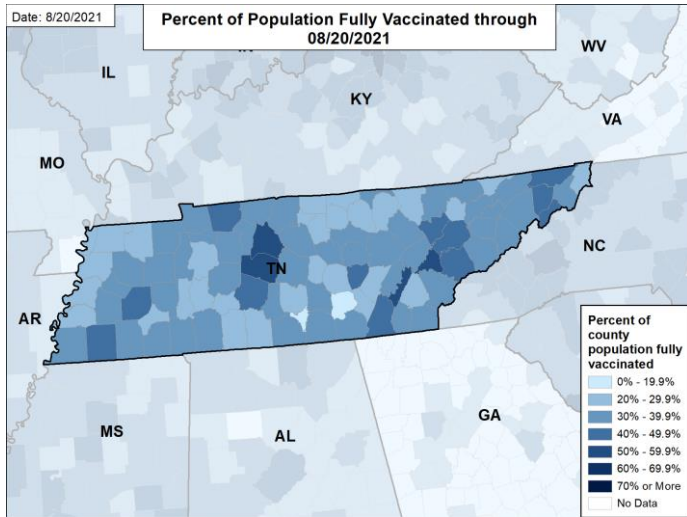 Date: 8/20/2021
Percent of Population Fully Vaccinated through
08/20/2021
WV
IL
KY
VA
MO
TN
NC
AR
MS
AL
GA
Percent of
county
population fully
vaccinated
0% - 19.9%
20% - 29.9%
30% - 39.9%
40% - 49.9%
50% - 59.9%
60% - 69.9%
70% or More
No Data